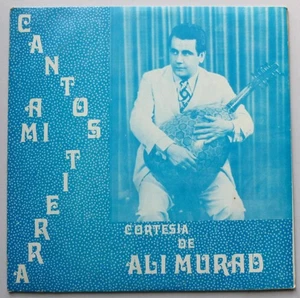 CANTOS
A MI
TIERRA
CORTESIA
DE
ALI MURAD